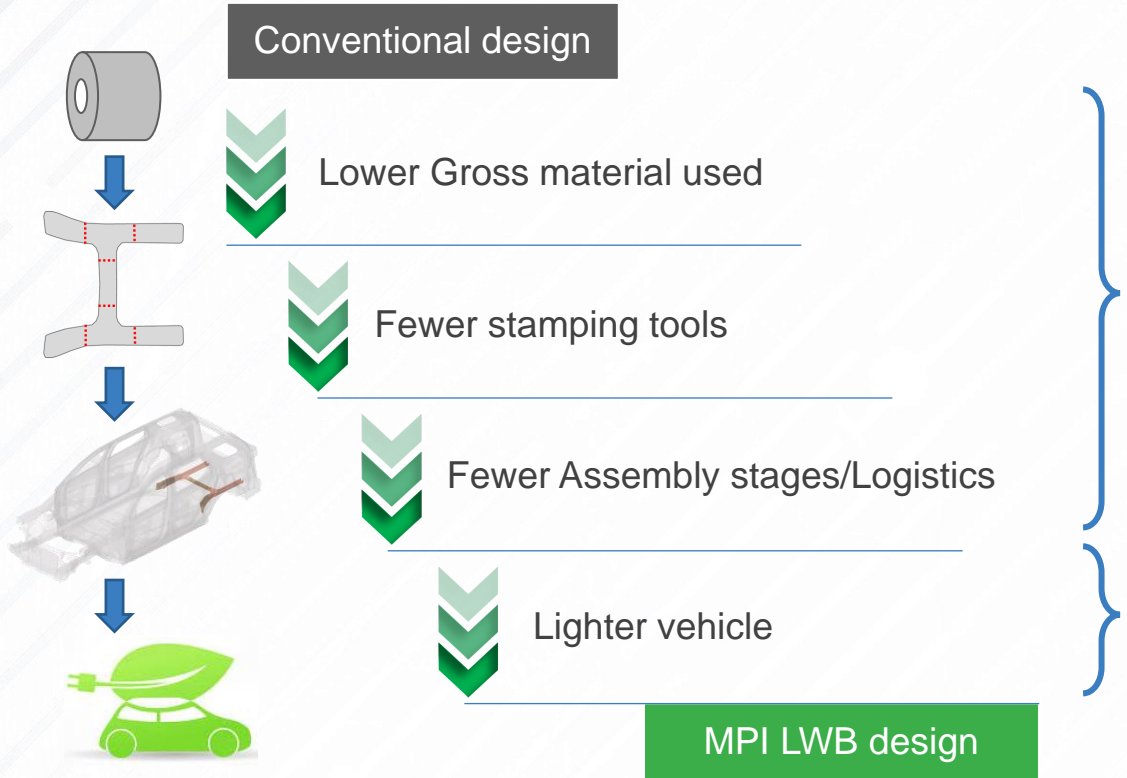 Conventional design
Lower Gross material used
Fewer stamping tools
Fewer Assembly stages/Logistics
Lighter vehicle
MPI LWB design